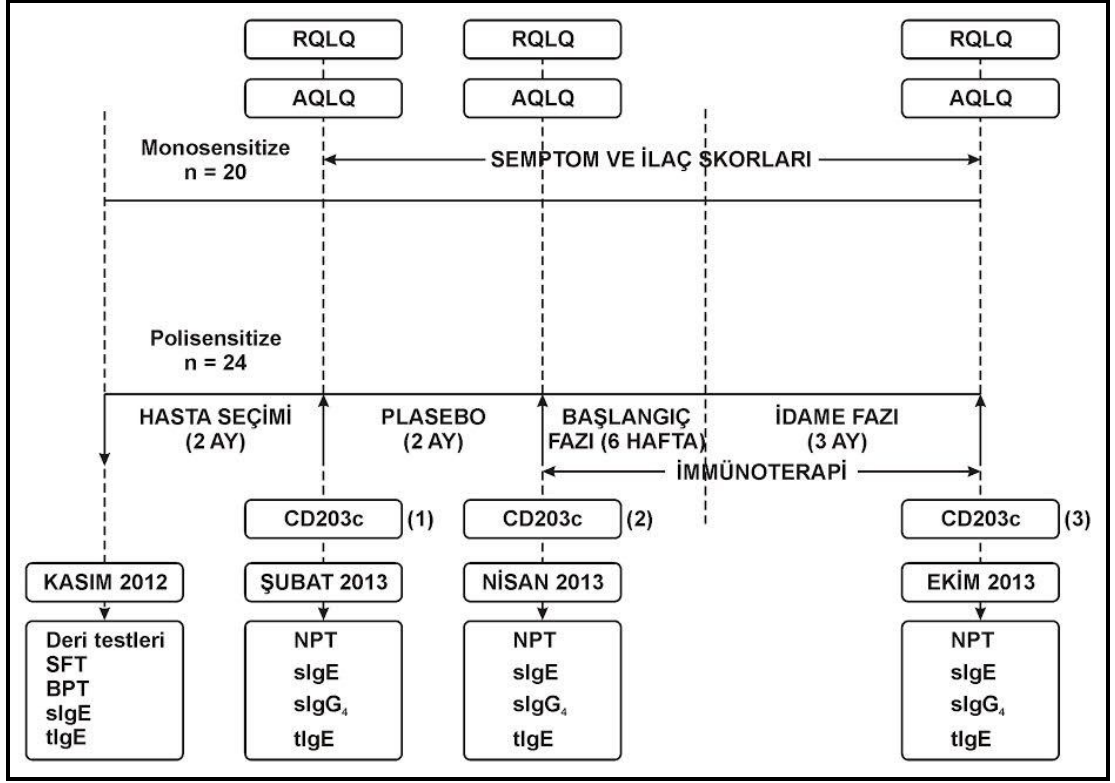 RQLQ RQLQ RQLQ
AQLQ AQLQ AQLQ
Monosensitize
n = 20
SEMPTOM VE İLAÇ SKORLARI
Polisensitize
n = 24
HASTA SEÇİMİ
(2 AY)
PLASEBO
(2 AY)
BAŞLANGIÇ
FAZI (6 HAFTA)
İDAME FAZI
(3 AY)
İMMÜNOTERAPİ
CD203c (1) CD203c (2) CD203c (3)
KASIM 2012 ŞUBAT 2013 NİSAN 2013 EKİM 2013
Deri testleri
SFT
BPT
sIgE
tIgE
NPT
sIgE
sIgG₄
tIgE
NPT
sIgE
sIgG₄
tIgE
NPT
sIgE
sIgG₄
tIgE